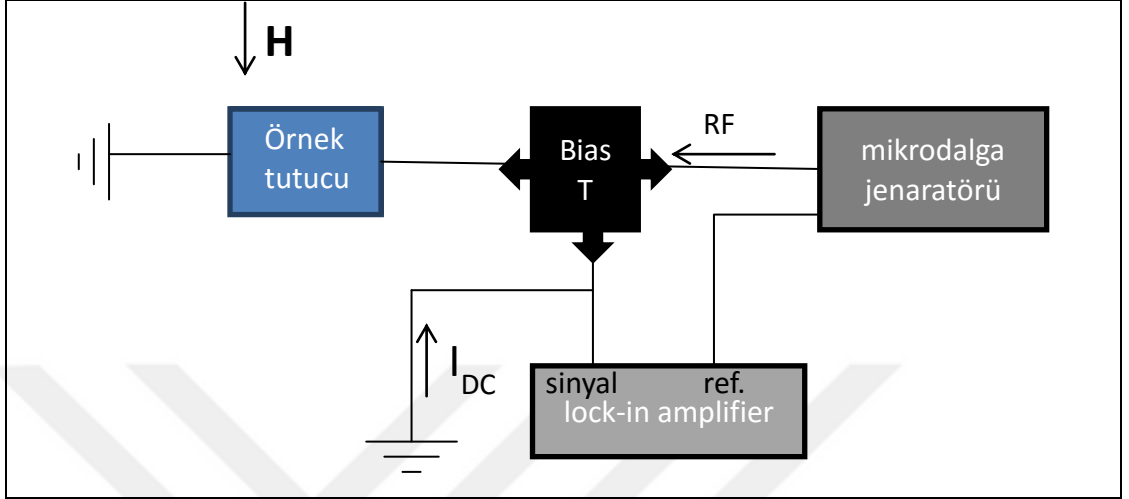 H
Örnek
tutucu
Bias
T
RF
mikrodalga
jenaratörü
I DC
sinyal
ref.
lock-in amplifier